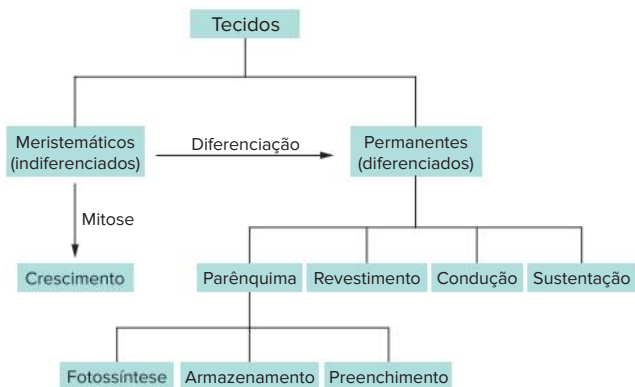 Tecidos
Meristemáticos
(indiferenciados)
Diferenciação
Permanentes
(diferenciados)
Mitose
Crescimento
Parênquima
Revestimento
Condução
Sustentação
Fotossíntese
Armazenamento
Preenchimento